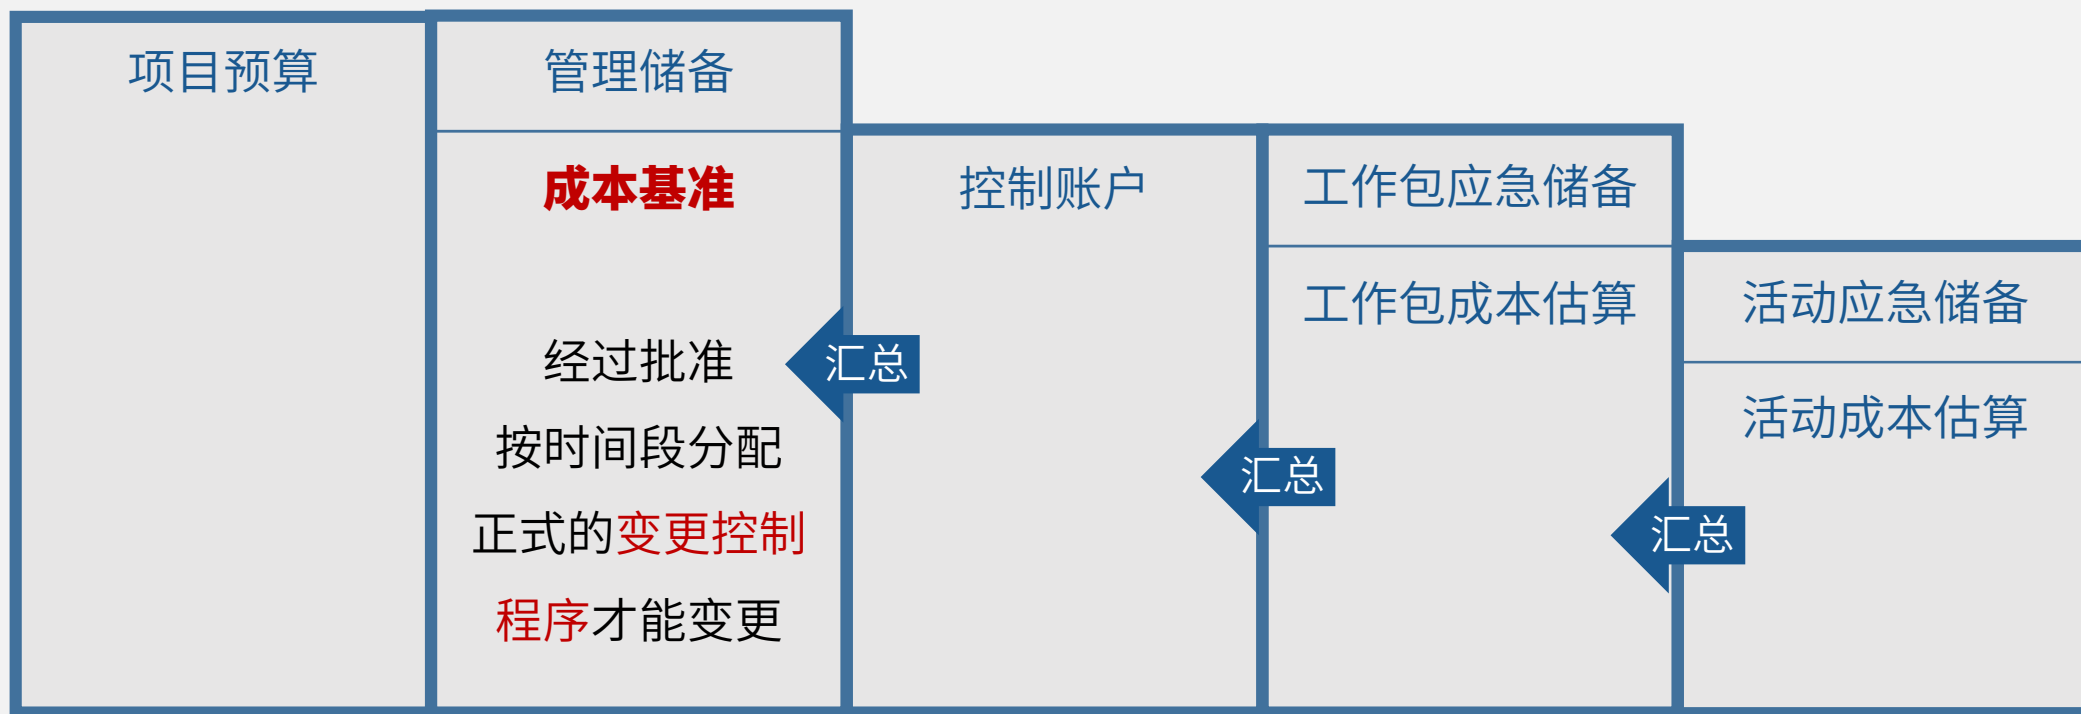 项目预算
管理储备
成本基准
经过批准
按时间段分配
正式的变更控制
程序才能变更
汇总
控制账户
汇总
工作包应急储备
工作包成本估算
汇总
活动应急储备
活动成本估算